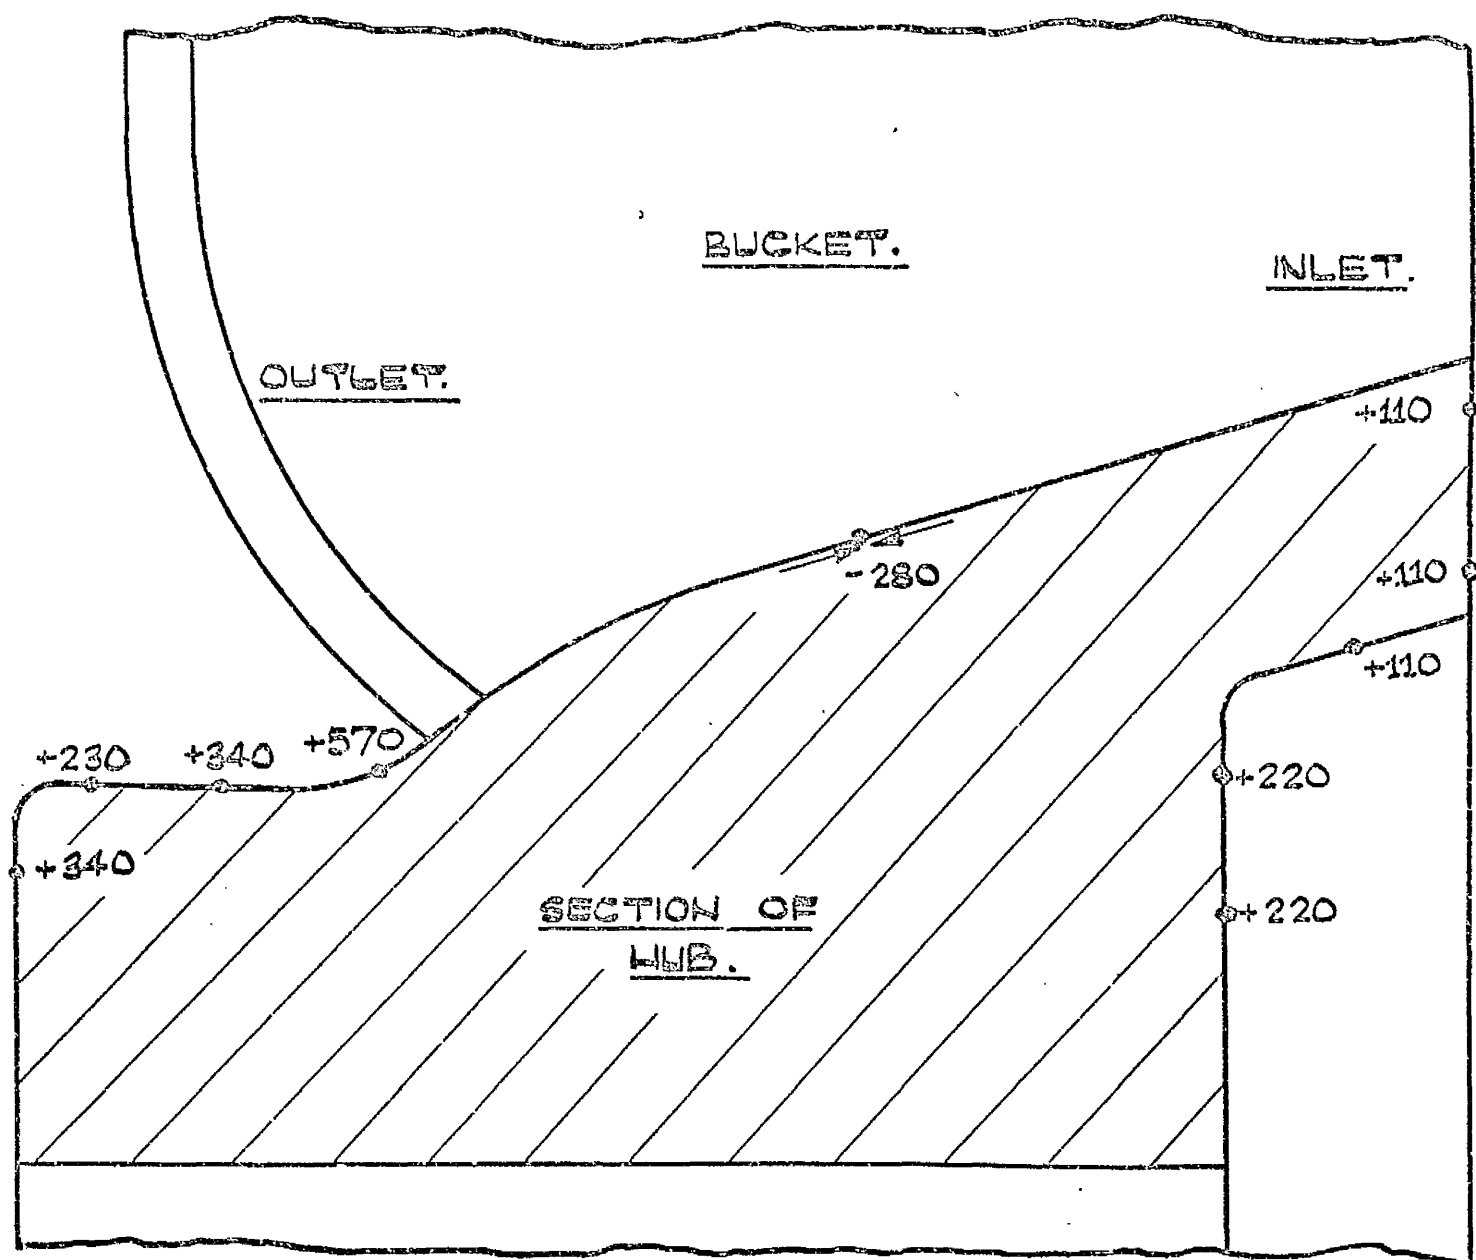 BUCKET.
INLET.
OUTLET.
+110
-280
+110
+110
+230 +340 +570
+220
+340
SECTION OF
HUB.
+220